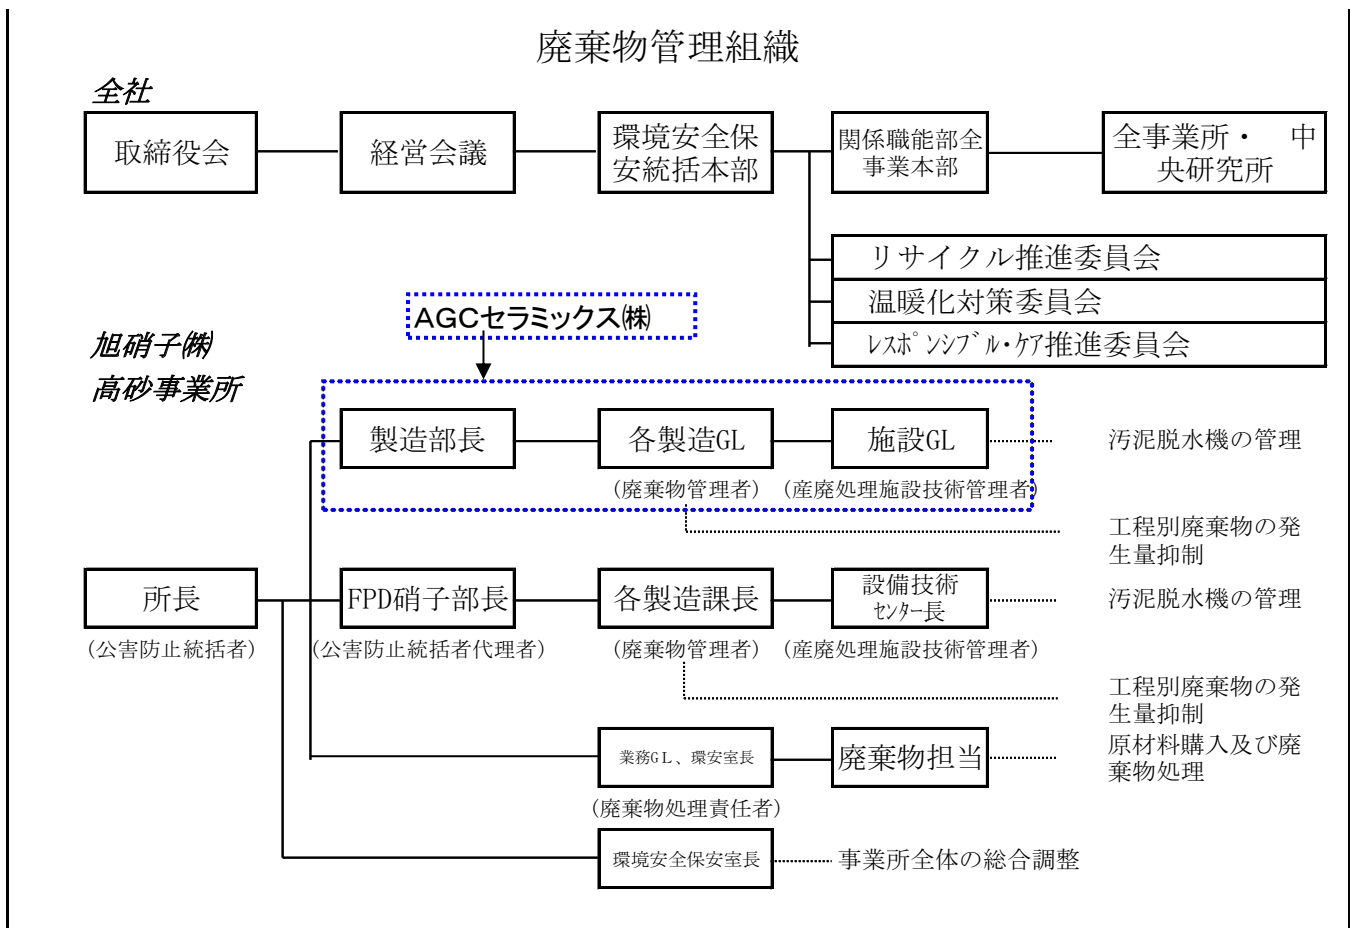 廃棄物管理組織
全社
取締役会
経営会議
環境安全保
安統括本部
関係職能部全
事業本部
全事業所・　中
央研究所
リサイクル推進委員会
温暖化対策委員会
ﾚｽﾎﾟﾝｼﾌﾞﾙ・ｹｱ推進委員会
AGCセラミックス㈱
旭硝子㈱
高砂事業所
製造部長
各製造GL
施設GL
汚泥脱水機の管理
(廃棄物管理者)
(産廃処理施設技術管理者)
工程別廃棄物の発
生量抑制
所長
FPD硝子部長
各製造課長
設備技術
ｾﾝﾀｰ長
汚泥脱水機の管理
(公害防止統括者)
(公害防止統括者代理者)
(廃棄物管理者)
(産廃処理施設技術管理者)
工程別廃棄物の発
生量抑制
業務GL、環安室長
廃棄物担当
原材料購入及び廃
棄物処理
(廃棄物処理責任者)
環境安全保安室長
事業所全体の総合調整